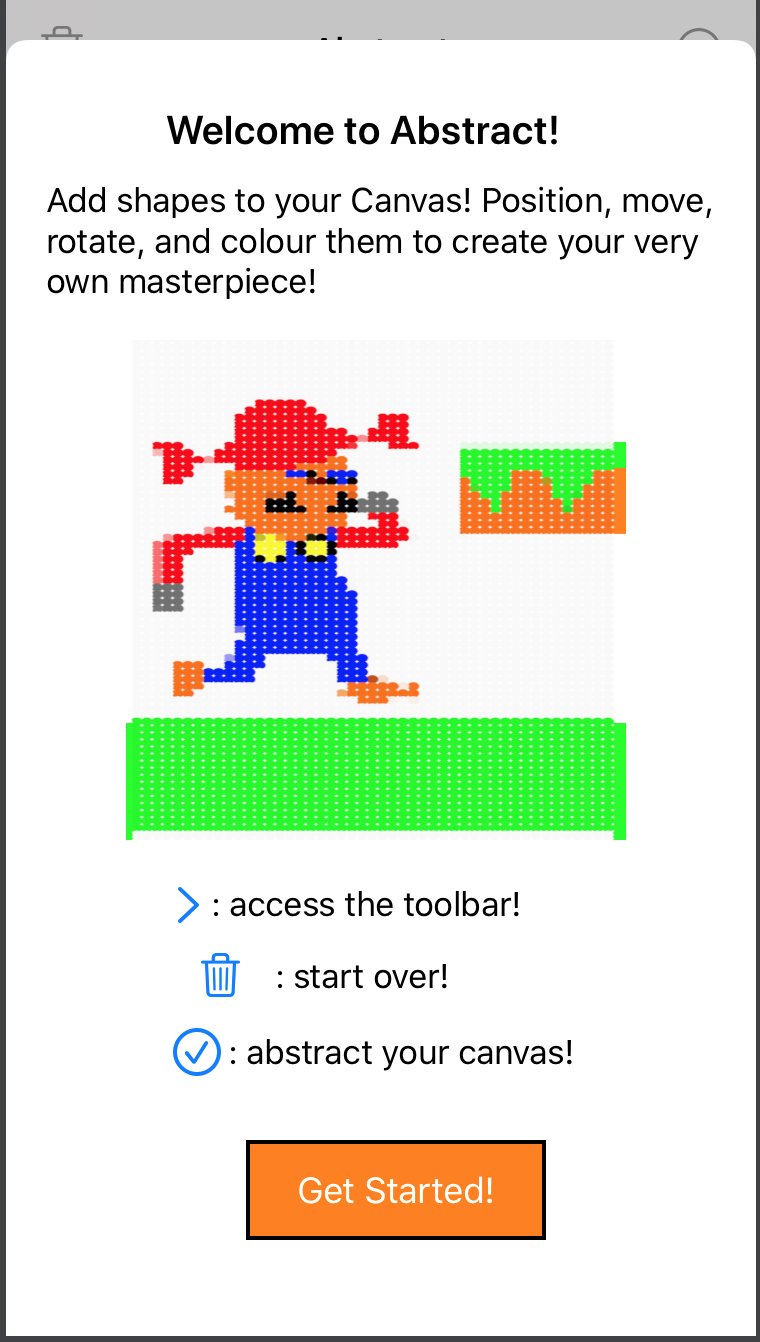 Welcome to Abstract!
Add shapes to your Canvas! Position, move,
rotate, and colour them to create your very
own masterpiece!
: access the toolbar!
: start over!
: abstract your canvas!
Get Started!